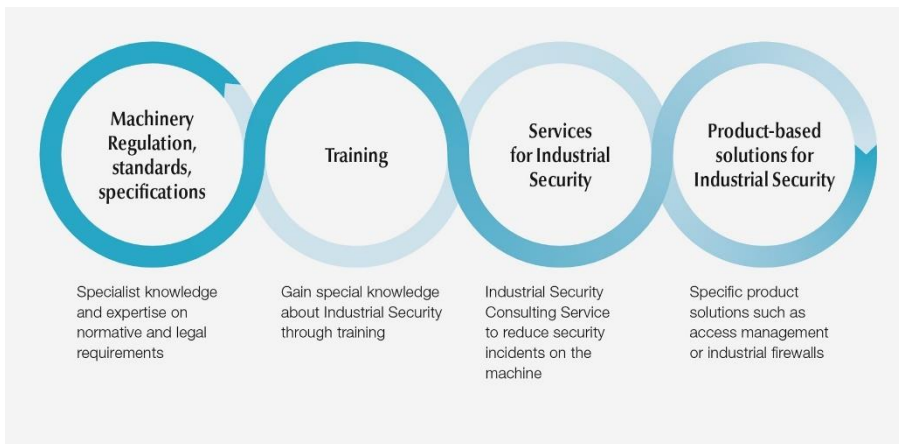 Machinery
Regulation,
standards,
specifications
Training
Services
for Industrial
Security
Product-based
solutions for
Industrial Security
Specialist knowledge
and expertise on
normative and legal
requirements
Gain special knowledge
about Industrial Security
through training
Industrial Security
Consulting Service
to reduce security
incidents on the
machine
Specific product
solutions such as
access management
or industrial firewalls